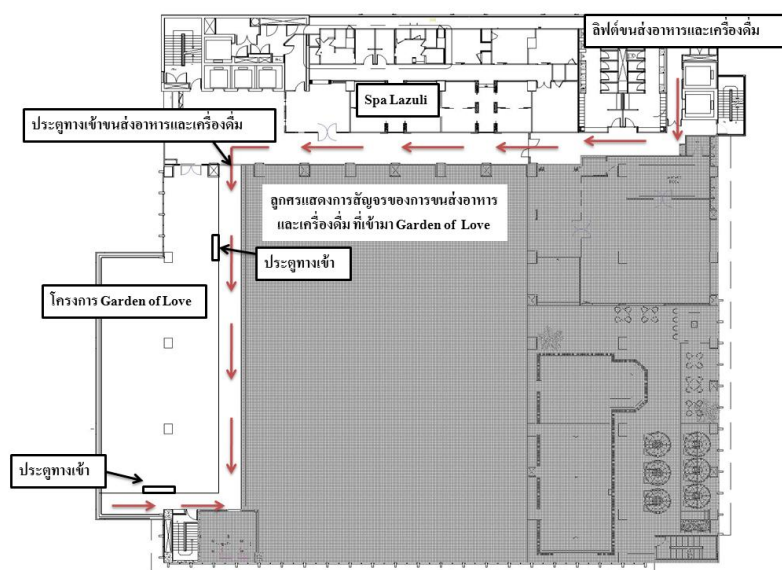 ลิฟต์ขนส่งอาหารและเครื่องดื่ม
Spa Lazuli
ประตูทางเข้าขนส่งอาหารและเครื่องดื่ม
ลูกศรแสดงการสัญจรของการขนส่งอาหาร
และเครื่องดื่ม ที่เข้ามา Garden of Love
ประตูทางเข้า
โครงการ Garden of Love
ประตูทางเข้า